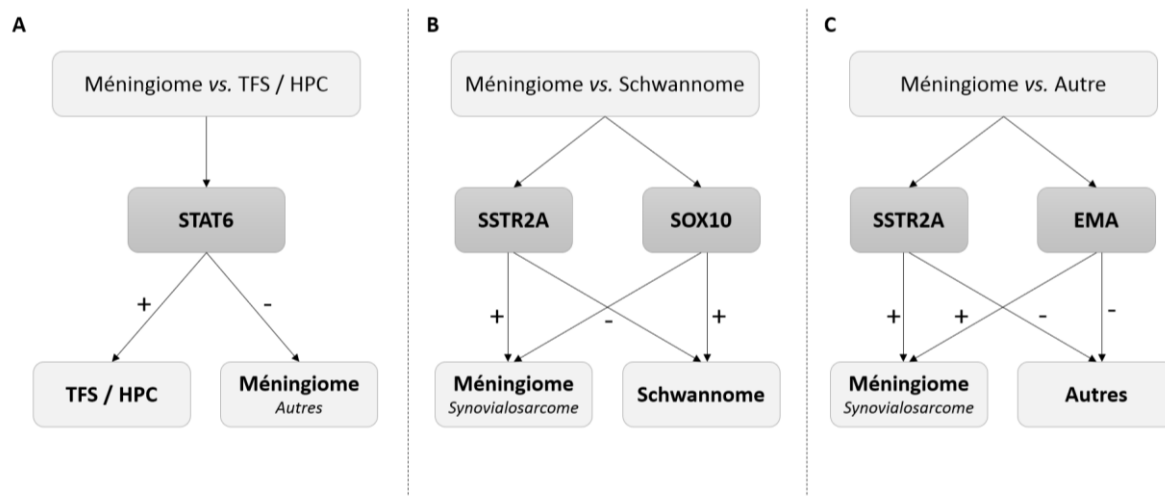 A
Méningiome vs. TFS / HPC
STAT6
+
-
TFS / HPC
Méningiome
Autres
B
Méningiome vs. Schwannome
SSTR2A
SOX10
+
-
+
Méningiome
Synovialosarcome
Schwannome
C
Méningiome vs. Autre
SSTR2A
EMA
+
+
-
-
Méningiome
Synovialosarcome
Autres